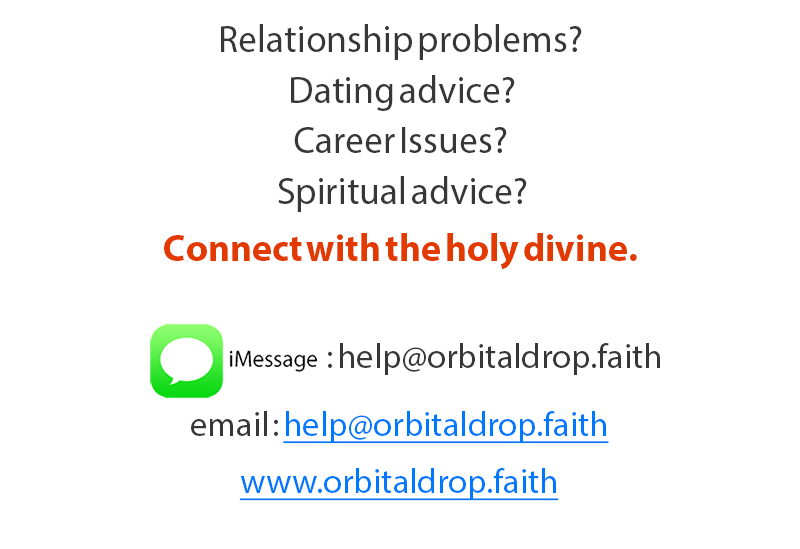 Relationship problems?
Dating advice?
Career Issues?
Spiritual advice?
Connect with the holy divine.
iMessage : help@orbitaldrop.faith
email : help@orbitaldrop.faith
www.orbitaldrop.faith